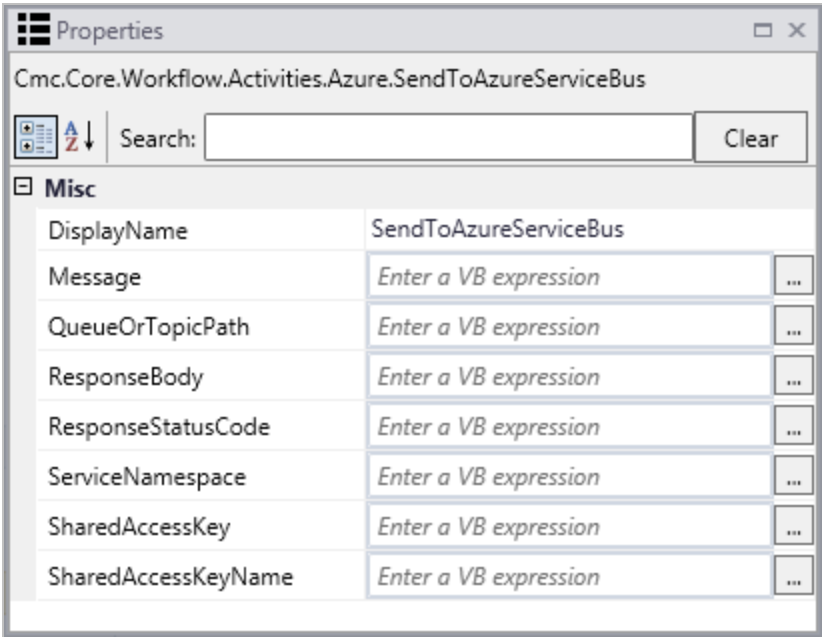 Properties
Cmc.Core.Workflow.Activities.Azure.SendToAzureServiceBus
A Z Search: Clear
Misc
DisplayName SendToAzureServiceBus
Message Enter a VB expression ...
QueueOrTopicPath Enter a VB expression ...
ResponseBody Enter a VB expression ...
ResponseStatusCode Enter a VB expression ...
ServiceNamespace Enter a VB expression ...
SharedAccessKey Enter a VB expression ...
SharedAccessKeyName Enter a VB expression ...